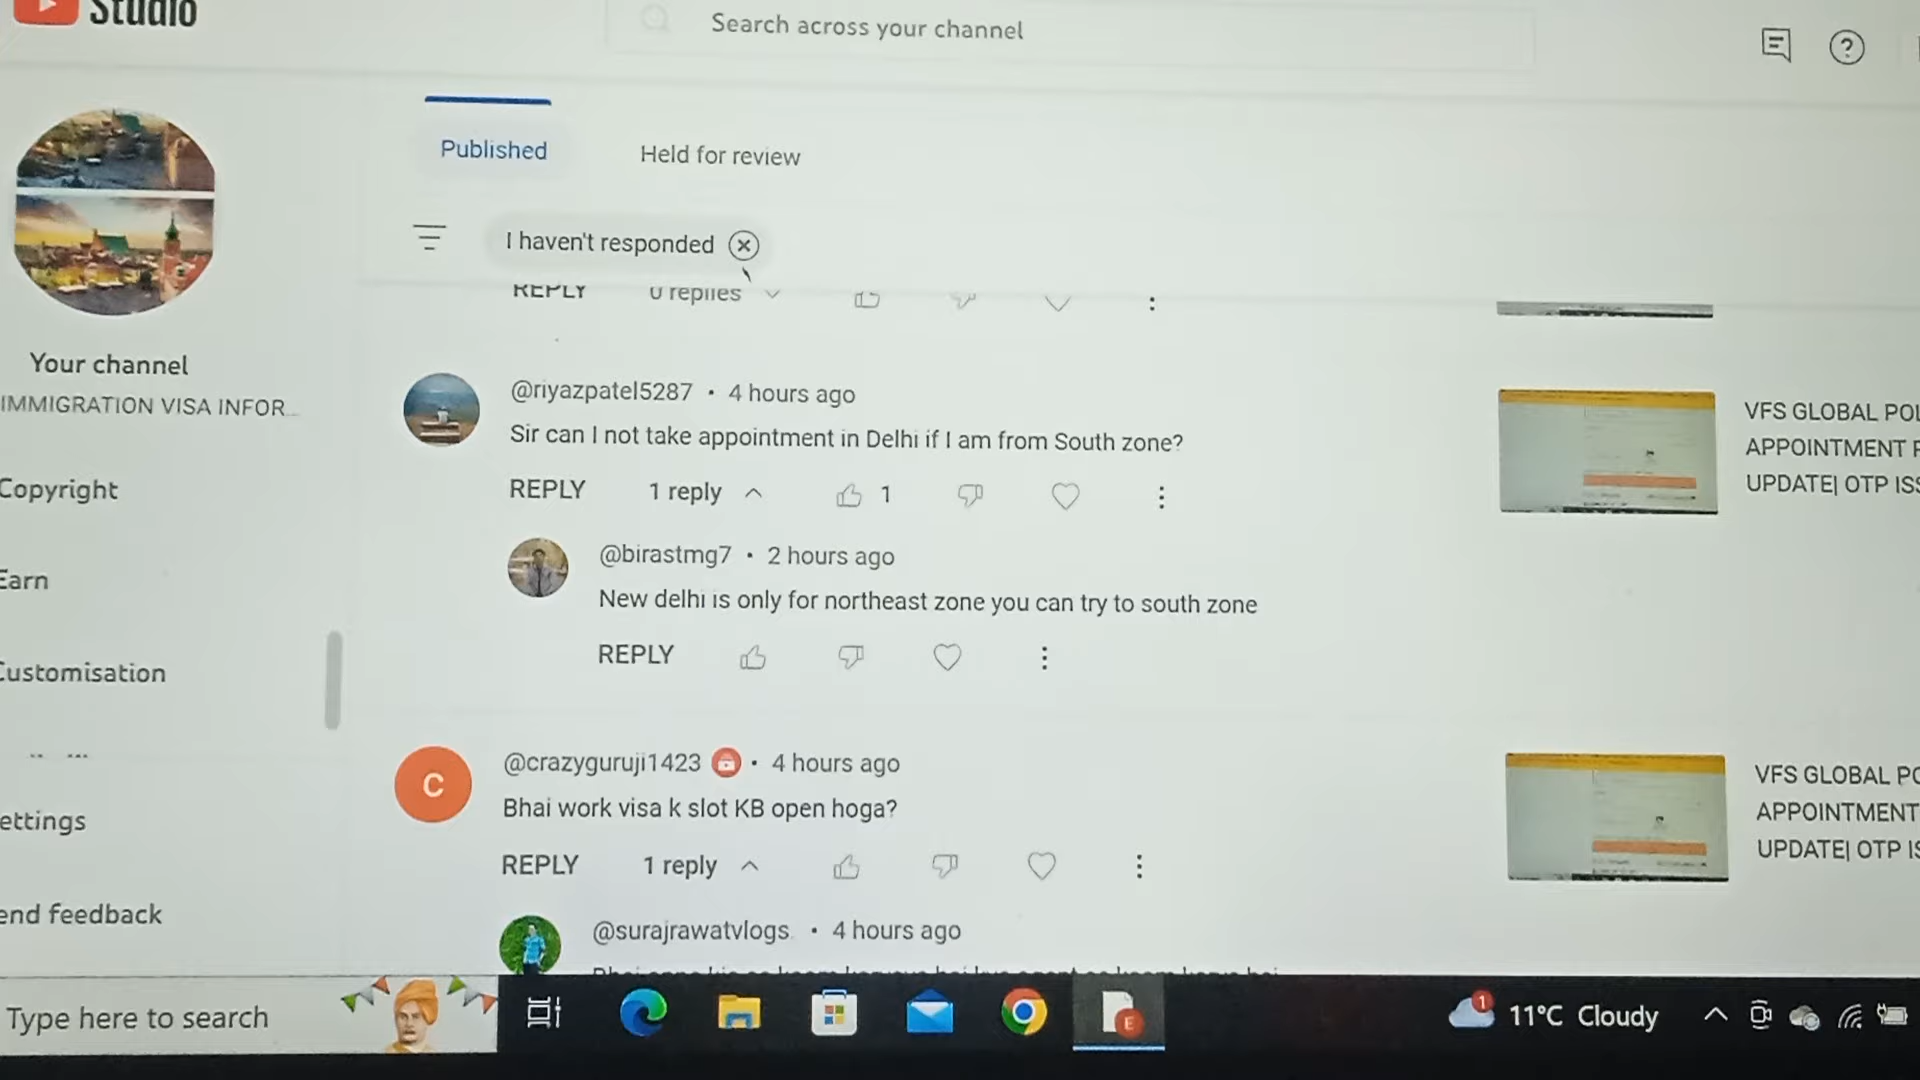 Studio
Search across your channel
Published
Held for review
I haven't responded
REPLY 0 replies
Your channel
IMMIGRATION VISA INFOR...
Copyright
Earn
Customisation
ettings
end feedback
@riyazpatel5287 • 4 hours ago
Sir can I not take appointment in Delhi if I am from South zone?
REPLY 1 reply 1
VFS GLOBAL POL
APPOINTMENT
UPDATE| OTP ISS
@birastmg7 • 2 hours ago
New delhi is only for northeast zone you can try to south zone
REPLY
@crazyguruji1423 • 4 hours ago
C
Bhai work visa k slot KB open hoga?
REPLY 1 reply
VFS GLOBAL PO
APPOINTMENT
UPDATE| OTP IS
@surajrawatvlogs • 4 hours ago
Type here to search
E
1
11°C Cloudy